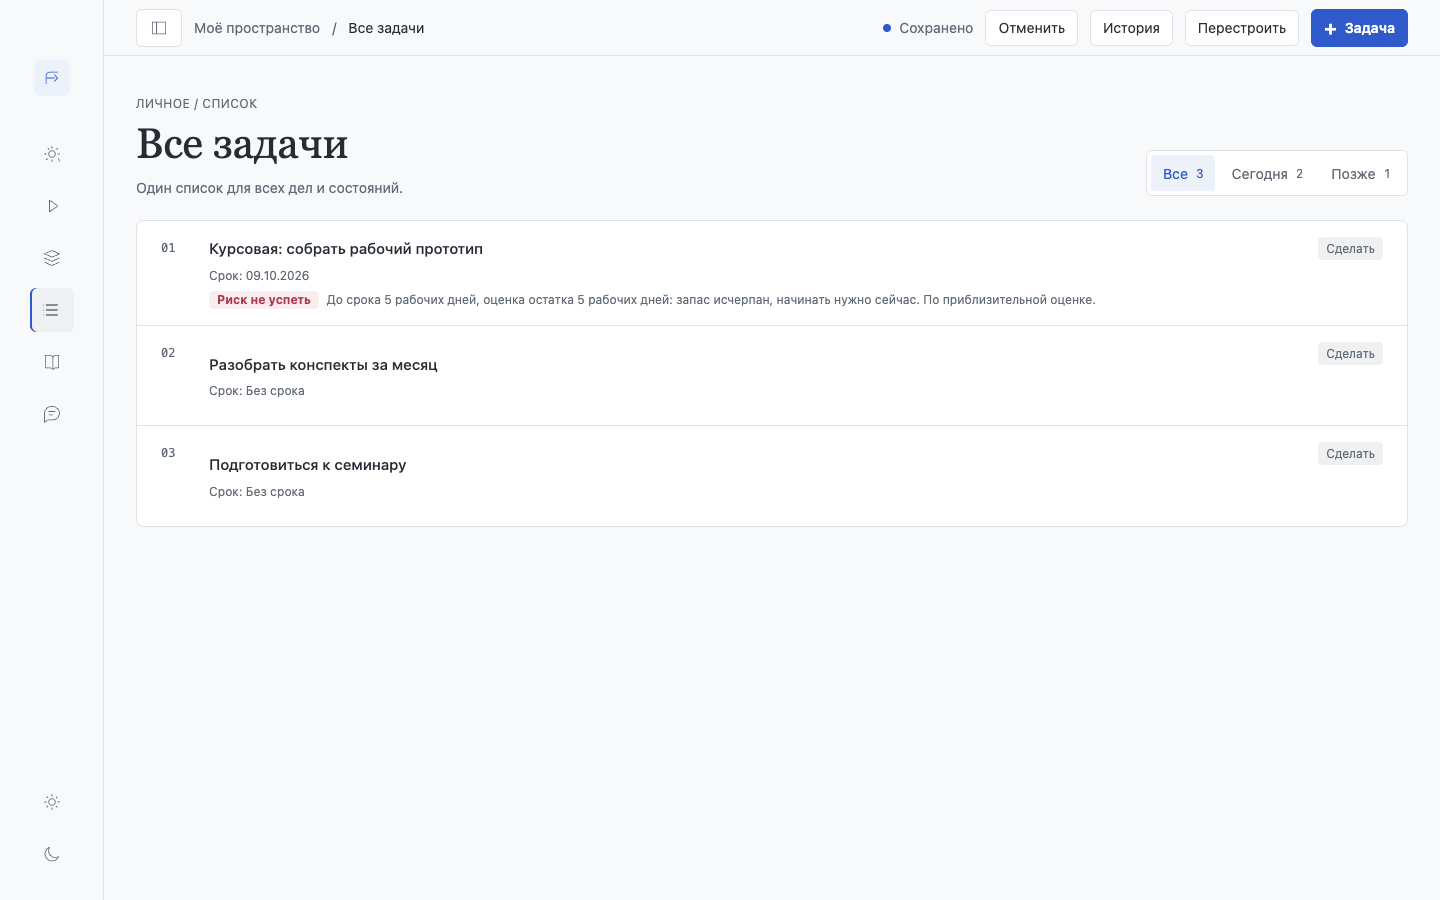 Моё пространство / Все задачи
Сохранено
Отменить
История
Перестроить
+ Задача
ЛИЧНОЕ / СПИСОК
Все задачи
Один список для всех дел и состояний.
Все 3
Сегодня 2
Позже 1
01
Курсовая: собрать рабочий прототип
Сделать
Срок: 09.10.2026
Риск не успеть До срока 5 рабочих дней, оценка остатка 5 рабочих дней: запас исчерпан, начинать нужно сейчас. По приблизительной оценке.
02
Разобрать конспекты за месяц
Сделать
Срок: Без срока
03
Подготовиться к семинару
Сделать
Срок: Без срока